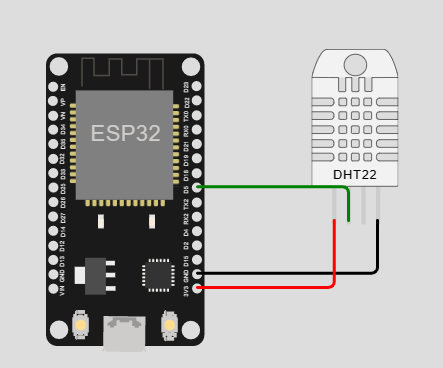 EN
VP
VN
D34
D35
D32
D33
D25
D26
D27
D14
D12
D13
GND
VIN
ESP32
D23
D22
TX0
RX0
D21
D19
D18
D5
TX2
RX2
D4
D2
D15
GND
3V3
DHT22